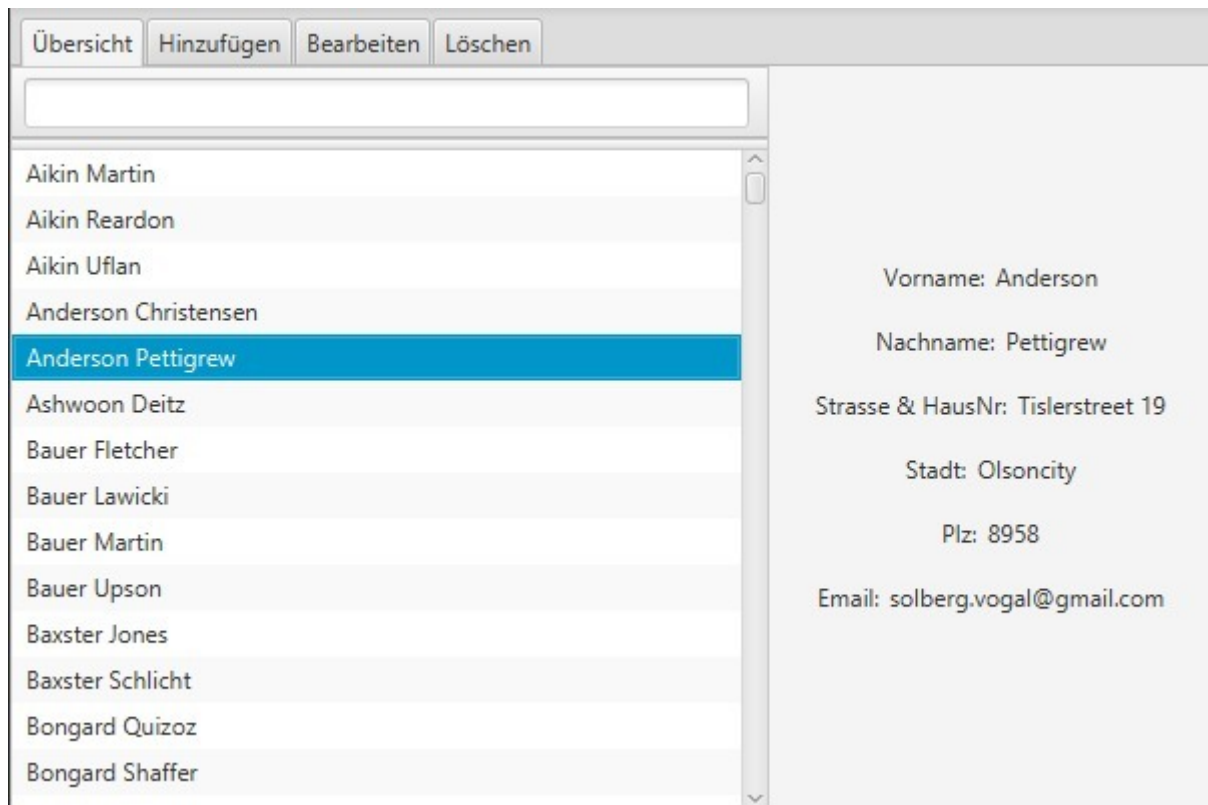 Übersicht Hinzufügen Bearbeiten Löschen
Aikin Martin
Aikin Reardon
Aikin Uflan
Anderson Christensen
Anderson Pettigrew
Ashwoon Deitz
Bauer Fletcher
Bauer Lawicki
Bauer Martin
Bauer Upson
Baxster Jones
Baxster Schlicht
Bongard Quizoz
Bongard Shaffer
Vorname: Anderson
Nachname: Pettigrew
Strasse & HausNr: Tislerstreet 19
Stadt: Olsoncity
Plz: 8958
Email: solberg.vogal@gmail.com